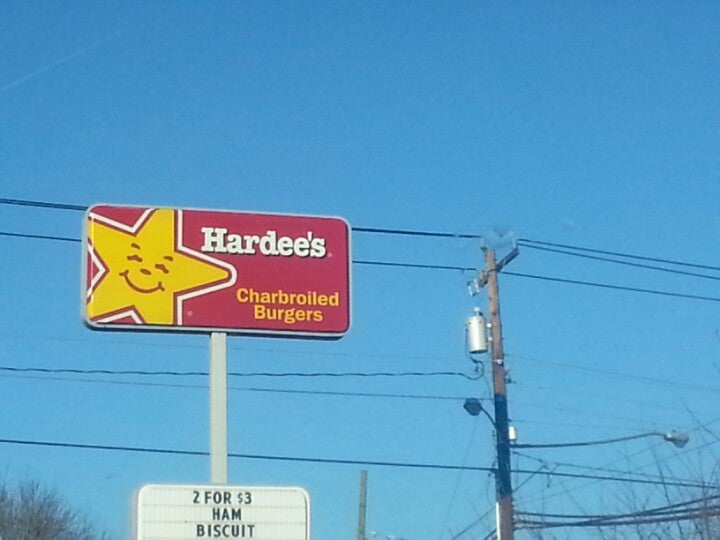 Hardee's
Charbroiled
Burgers
2 FOR $3
HAM
BISCUIT